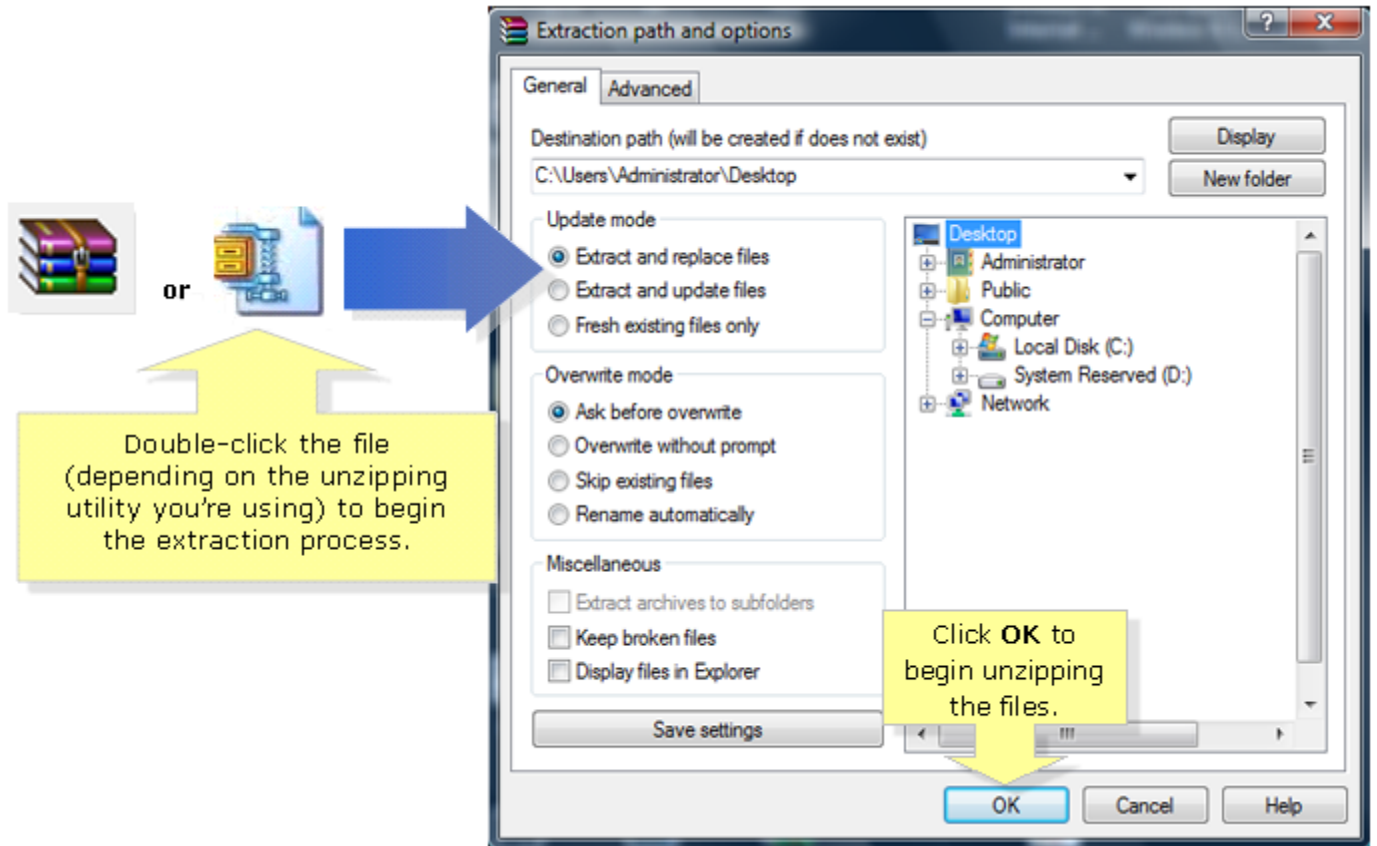 Extraction path and options
General
Advanced
Destination path (will be created if does not exist)
Display
C:\Users\Administrator\Desktop
New folder
Update mode
Extract and replace files
Extract and update files
Fresh existing files only
Overwrite mode
Ask before overwrite
Overwrite without prompt
Skip existing files
Rename automatically
Miscellaneous
Extract archives to subfolders
Keep broken files
Display files in Explorer
Save settings
Desktop
Administrator
Public
Computer
Local Disk (C:)
System Reserved (D:)
Network
or
Double-click the file
(depending on the unzipping
utility you're using) to begin
the extraction process.
Click OK to
begin unzipping
the files.
OK
Cancel
Help